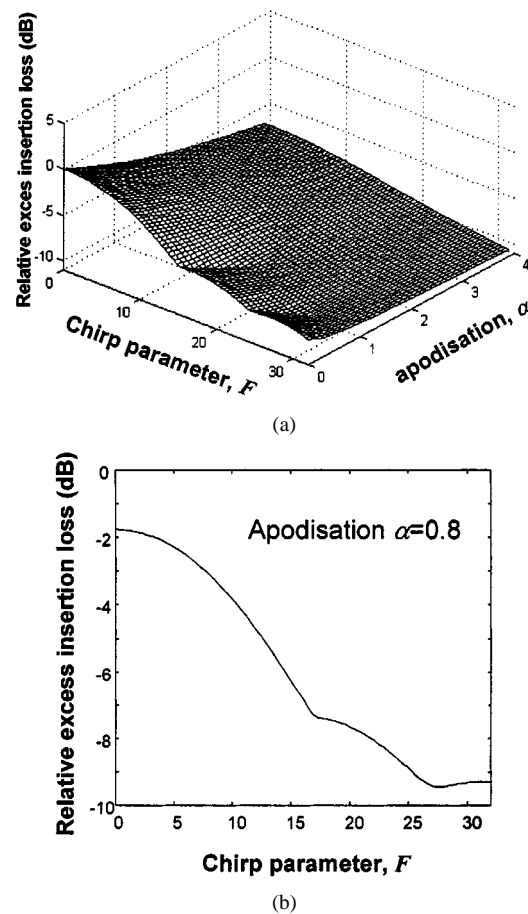 Relative exces insertion loss (dB)
5
0
-5
-10
0
10
20
30
Chirp parameter, F
0
1
2
3
4
apodisation, α
(a)
Relative excess insertion loss (dB)
0
-2
-4
-6
-8
-10
Apodisation α=0.8
0 5 10 15 20 25 30
Chirp parameter, F
(b)